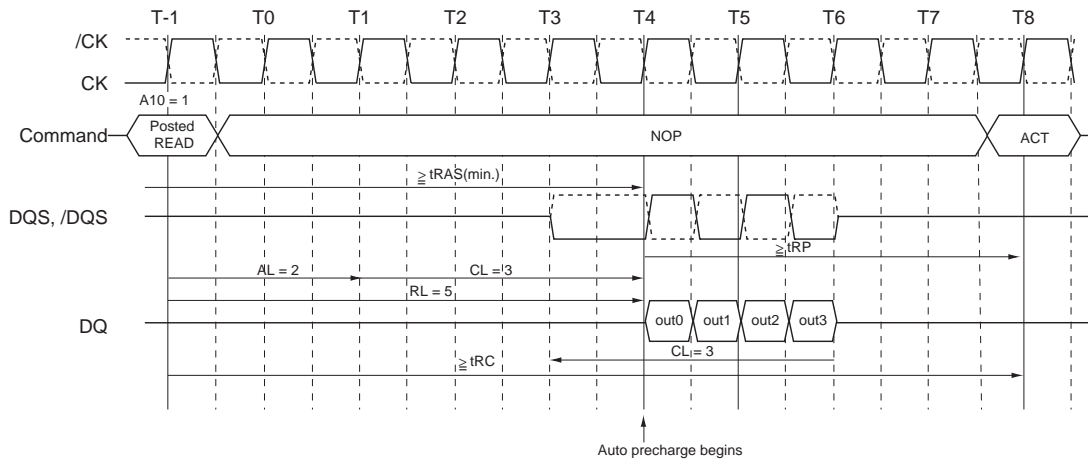 T-1 T0 T1 T2 T3 T4 T5 T6 T7 T8
/CK
CK
A10 = 1
Command
Posted
READ
NOP
ACT
≧ tRAS(min.)
DQS, /DQS
≧ tRP
AL = 2
CL = 3
RL = 5
DQ
out0 out1 out2 out3
CL = 3
≧ tRC
Auto precharge begins